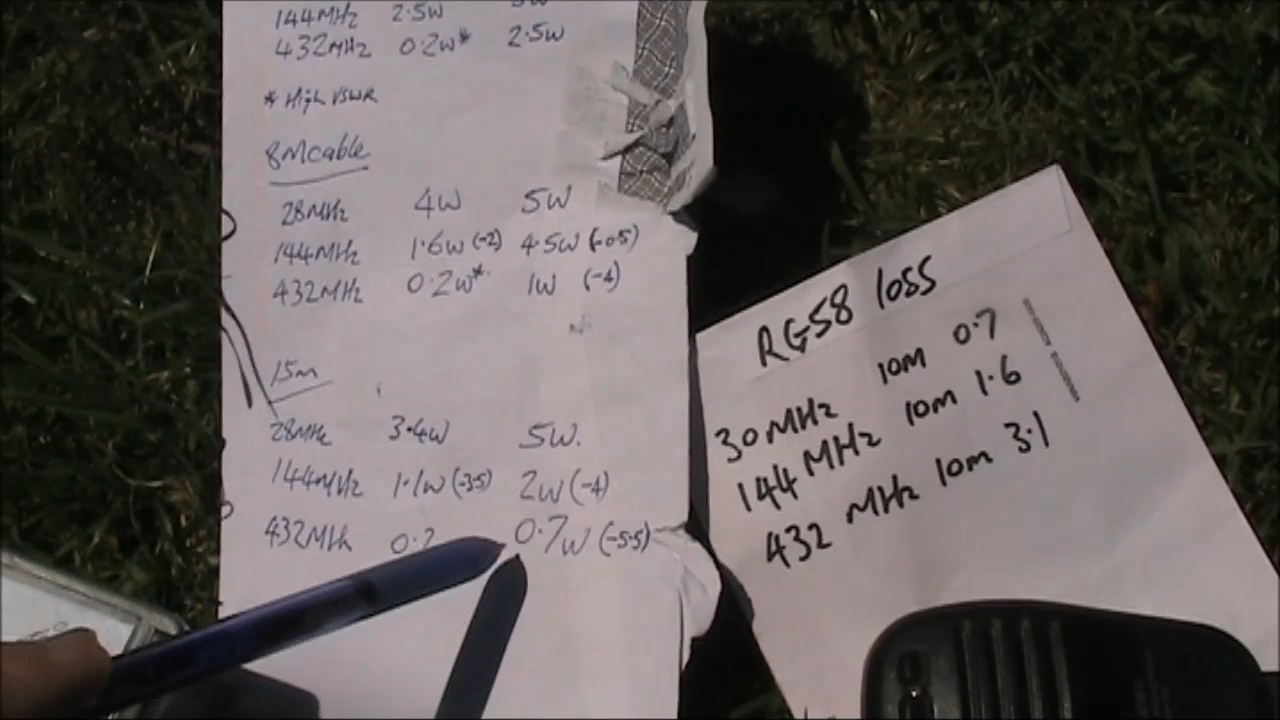 144MHz 2.5W 5W
432MHz 0.2W* 2.5W
* High VSWR
8M cable
28MHz 4W 5W
144MHz 1.6W (-2) 4.5W (-0.5)
432MHz 0.2W* 1W (-4)
15m
28MHz 3.4W 5W.
144MHz 1.1W (-3.5) 2W (-4)
432MHz 0.2 0.7W (-5.5)
RG58 loss
30MHz 10m 0.7
144MHz 10m 1.6
432 MHz 10m 3.1